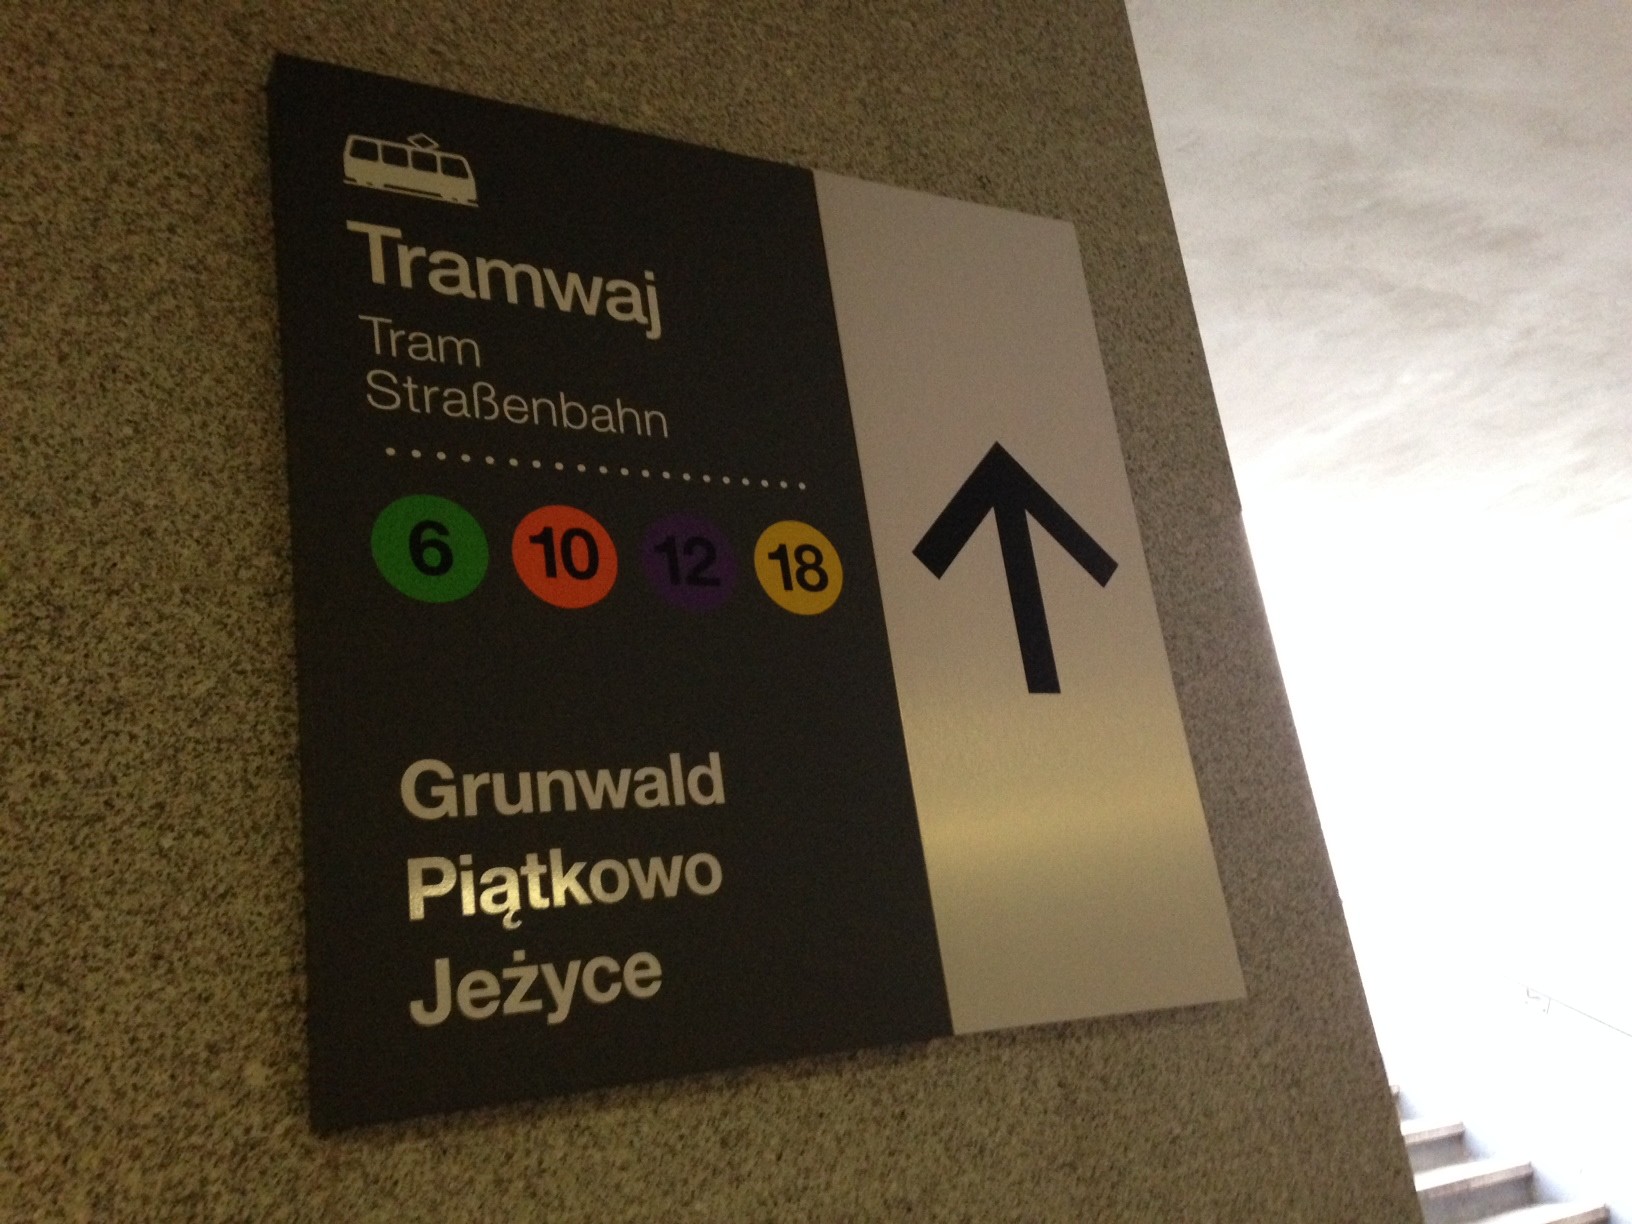 Tramwaj
Tram
Straßenbahn
6 10 12 18
Grunwald
Piątkowo
Jeżyce